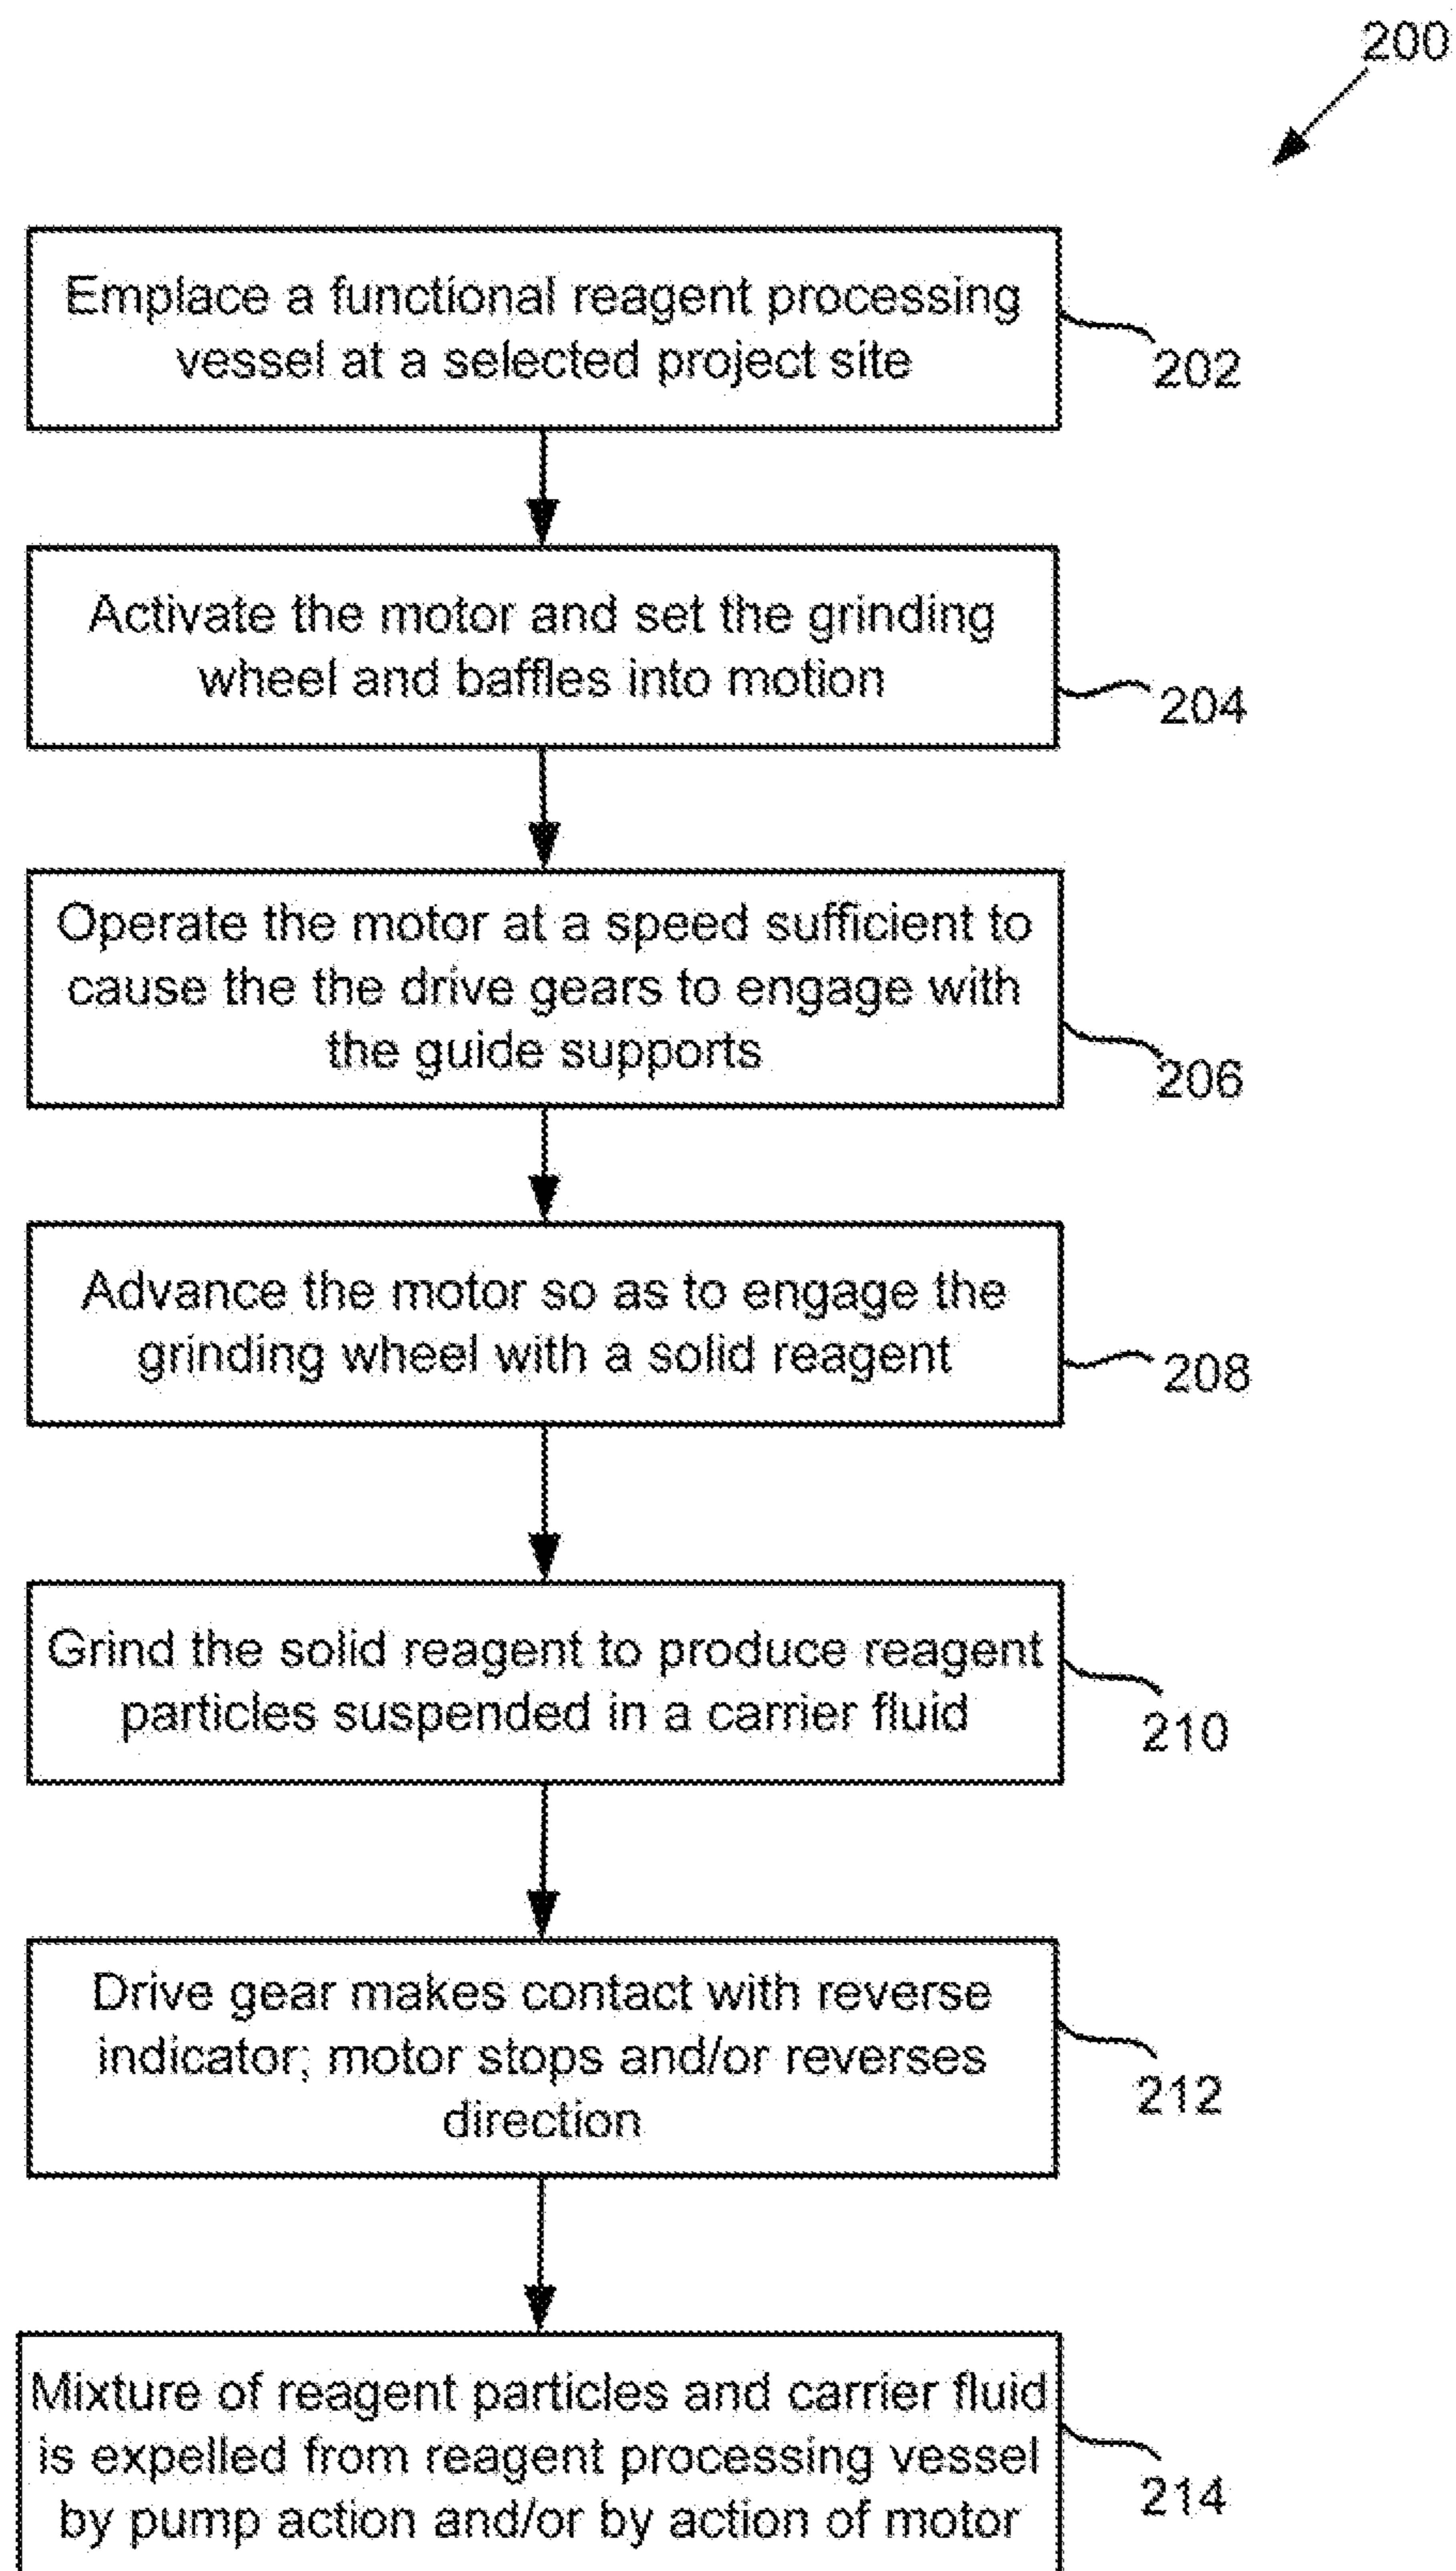 200
Emplace a functional reagent processing
vessel at a selected project site
202
Activate the motor and set the grinding
wheel and baffles into motion
204
Operate the motor at a speed sufficient to
cause the the drive gears to engage with
the guide supports
206
Advance the motor so as to engage the
grinding wheel with a solid reagent
208
Grind the solid reagent to produce reagent
particles suspended in a carrier fluid
210
Drive gear makes contact with reverse
indicator; motor stops and/or reverses
direction
212
Mixture of reagent particles and carrier fluid
is expelled from reagent processing vessel
by pump action and/or by action of motor
214